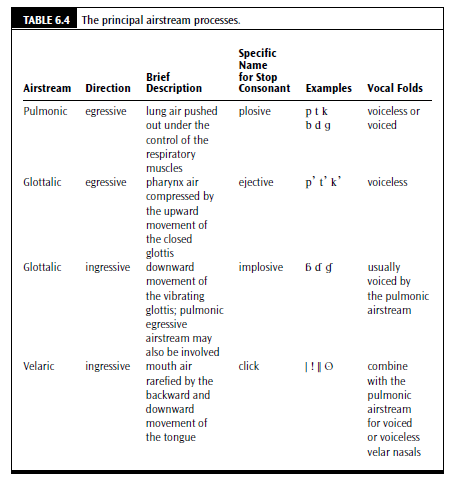 TABLE 6.4 The principal airstream processes.
Specific
Name
Brief for Stop
Airstream Direction Description Consonant Examples Vocal Folds
Pulmonic egressive lung air pushed plosive p t k voiceless or
out under the b d ɡ voiced
control of the
respiratory
muscles
Glottalic egressive pharynx air ejective p’ t’ k’ voiceless
compressed by
the upward
movement of
the closed
glottis
Glottalic ingressive downward implosive ɓ ɗ ɠ usually
movement of voiced by
the vibrating the pulmonic
glottis; pulmonic airstream
egressive
airstream may
also be involved
Velaric ingressive mouth air click ǀ ! ǁ ʘ combine
rarefied by the with the
backward and pulmonic
downward airstream
movement of for voiced
the tongue or voiceless
velar nasals